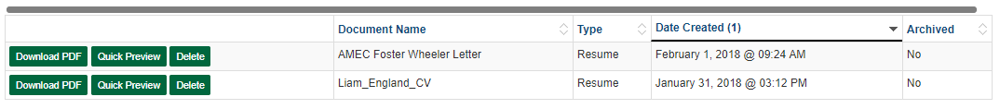 Document Name Type Date Created (1) Archived
Download PDF Quick Preview Delete AMEC Foster Wheeler Letter Resume February 1, 2018 @ 09:24 AM No
Download PDF Quick Preview Delete Liam_England_CV Resume January 31, 2018 @ 03:12 PM No